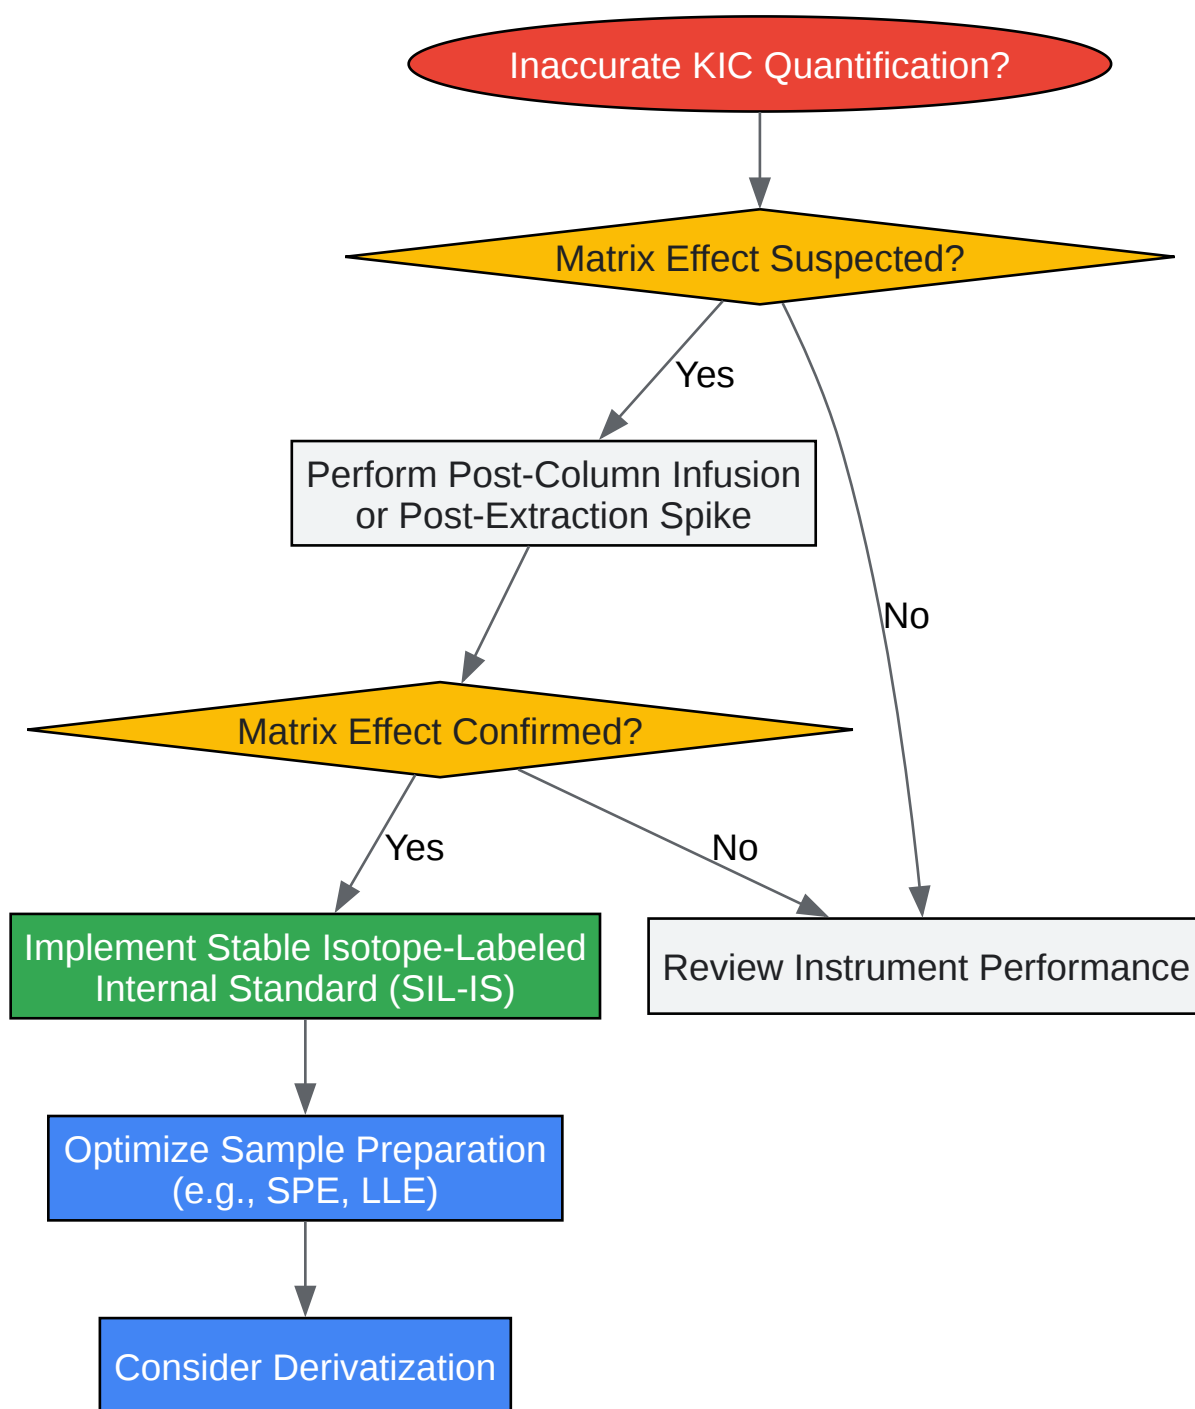 Inaccurate KIC Quantification?
Matrix Effect Suspected?
Yes
Perform Post-Column Infusion
or Post-Extraction Spike
No
Matrix Effect Confirmed?
Yes
No
Implement Stable Isotope-Labeled
Internal Standard (SIL-IS)
Review Instrument Performance
Optimize Sample Preparation
(e.g., SPE, LLE)
Consider Derivatization